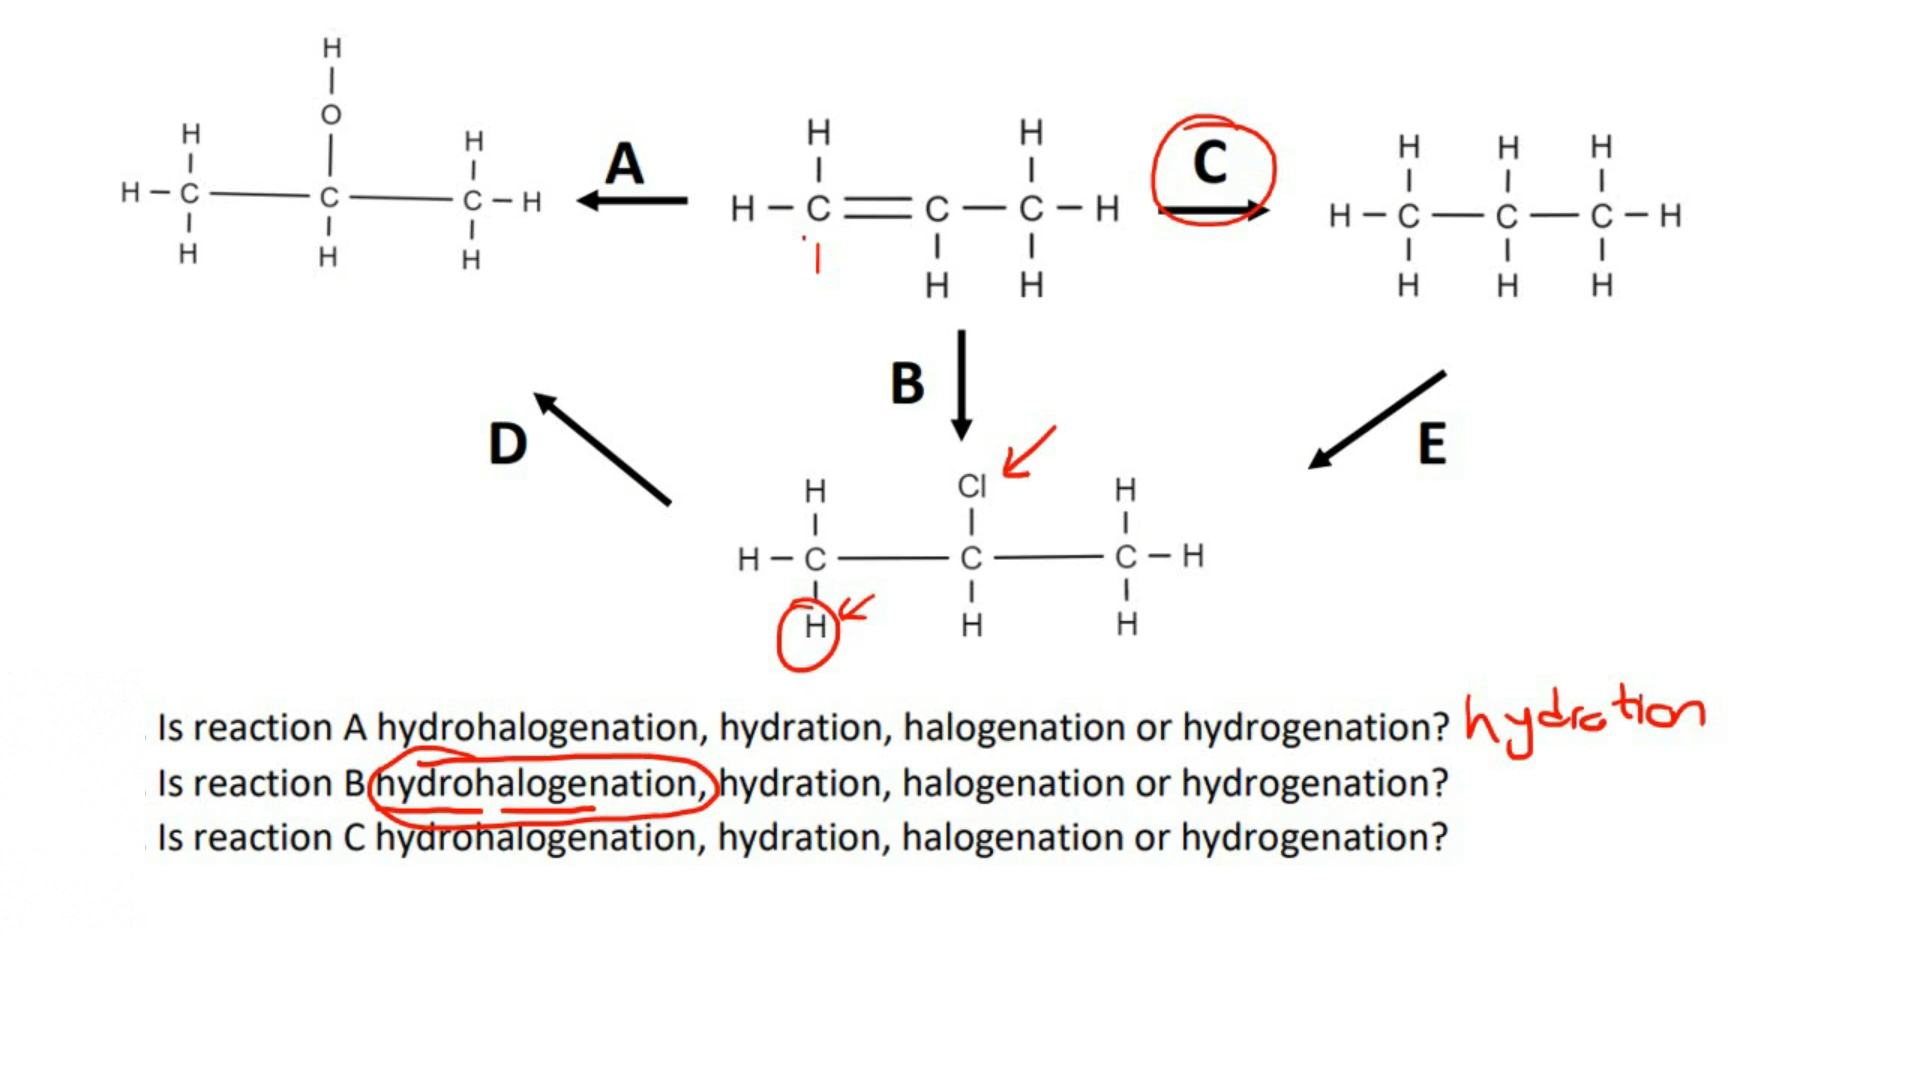 H
O
H H H H
H C C C H
H H H
A
H C C C H
H H
C
H H H
H C C C H
H H H
B
D
E
H Cl H
H C C C H
H H H
Is reaction A hydrohalogenation, hydration, halogenation or hydrogenation? hydration
Is reaction B hydrohalogenation, hydration, halogenation or hydrogenation?
Is reaction C hydrohalogenation, hydration, halogenation or hydrogenation?